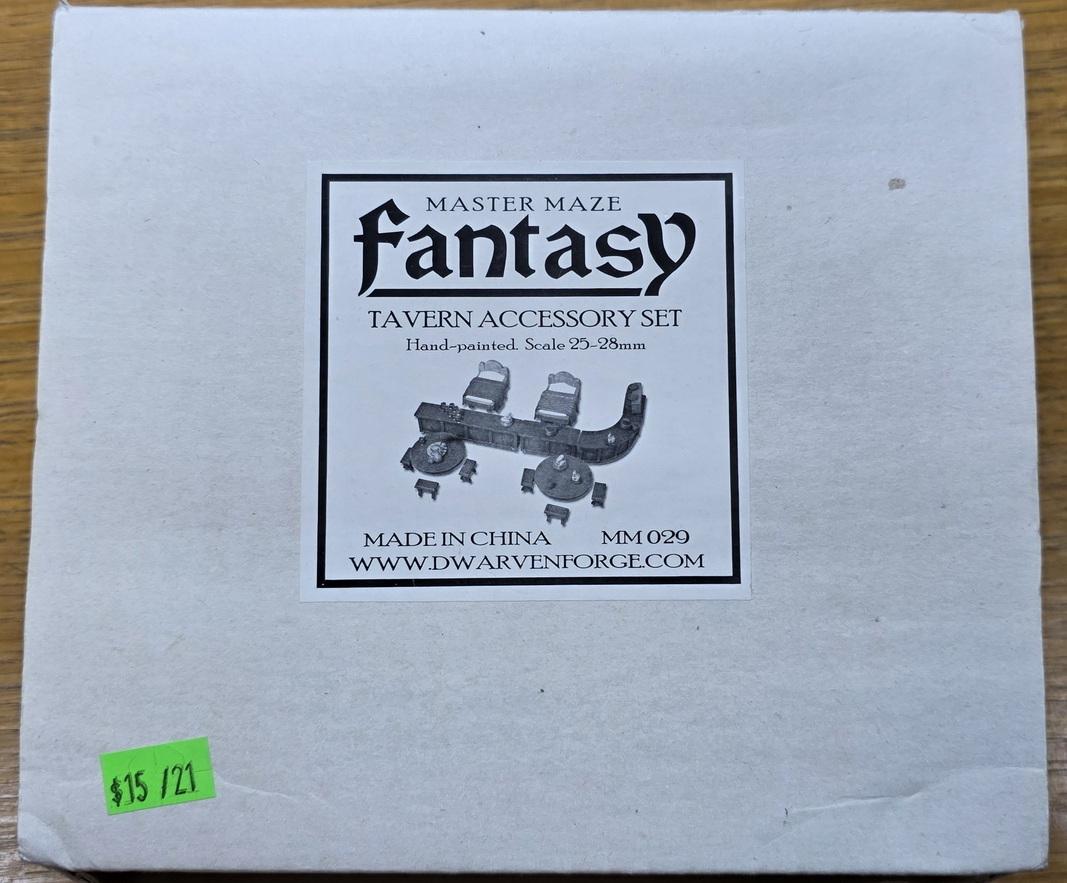 MASTER MAZE
fantasy
TAVERN ACCESSORY SET
Hand-painted. Scale 25-28mm
MADE IN CHINA MM 029
WWW.DWARVENFORGE.COM
$15 /21